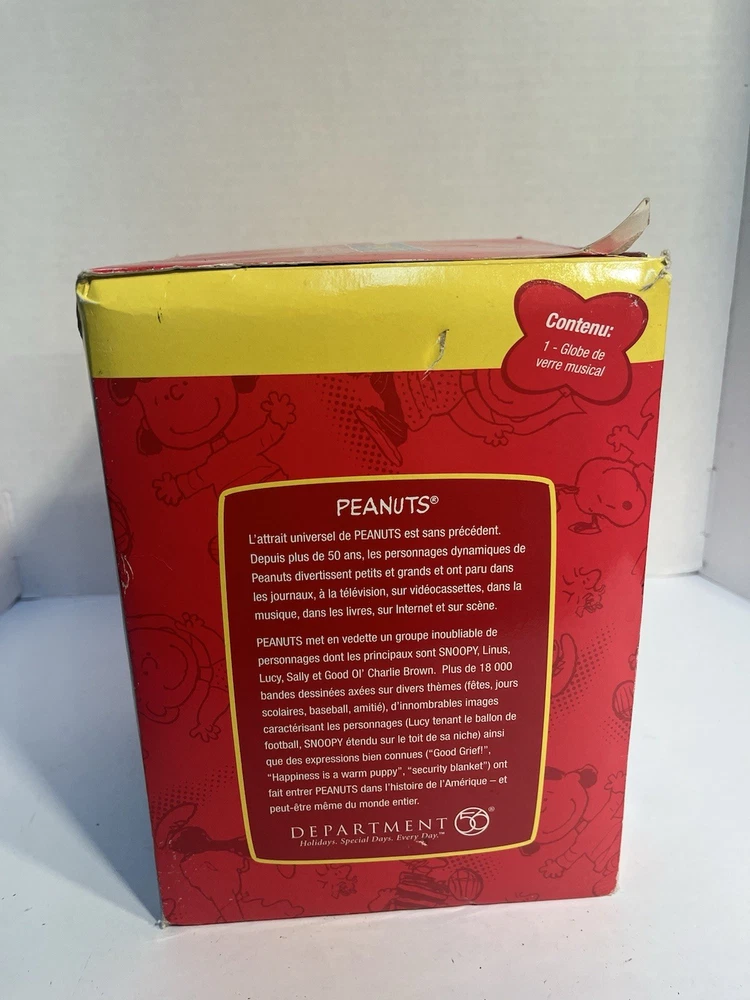 Contenu:
1 - Globe de
verre musical
PEANUTS®
L'attrait universel de PEANUTS est sans précédent.
Depuis plus de 50 ans, les personnages dynamiques de
Peanuts divertissent petits et grands et ont paru dans
les journaux, à la télévision, sur vidéocassettes, dans la
musique, dans les livres, sur Internet et sur scène.
PEANUTS met en vedette un groupe inoubliable de
personnages dont les principaux sont SNOOPY, Linus,
Lucy, Sally et Good Ol' Charlie Brown. Plus de 18 000
bandes dessinées axées sur divers thèmes (fêtes, jours
scolaires, baseball, amitié), d'innombrables images
caractérisant les personnages (Lucy tenant le ballon de
football, SNOOPY étendu sur le toit de sa niche) ainsi
que des expressions bien connues ("Good Grief!",
"Happiness is a warm puppy", "security blanket") ont
fait entrer PEANUTS dans l'histoire de l'Amérique – et
peut-être même du monde entier.
DEPARTMENT 56®
Holidays. Special Days. Every Day.™